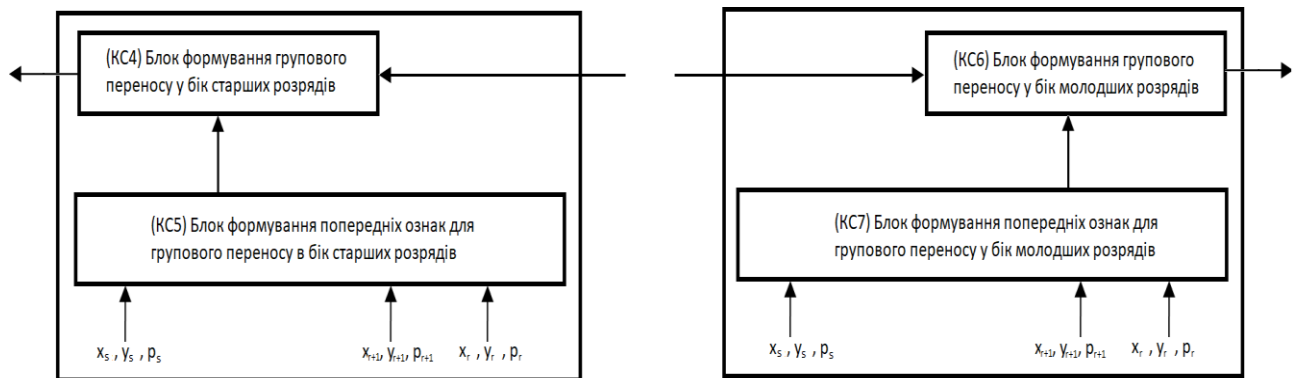 (КС4) Блок формування групового
переносу у бік старших розрядів
(КС5) Блок формування попередніх ознак для
групового переносу в бік старших розрядів
xₛ , yₛ , pₛ
xᵣ₊₁, yᵣ₊₁, pᵣ₊₁
xᵣ , yᵣ , pᵣ
(КС6) Блок формування групового
переносу у бік молодших розрядів
(КС7) Блок формування попередніх ознак для
групового переносу у бік молодших розрядів
xₛ , yₛ , pₛ
xᵣ₊₁, yᵣ₊₁, pᵣ₊₁
xᵣ , yᵣ , pᵣ